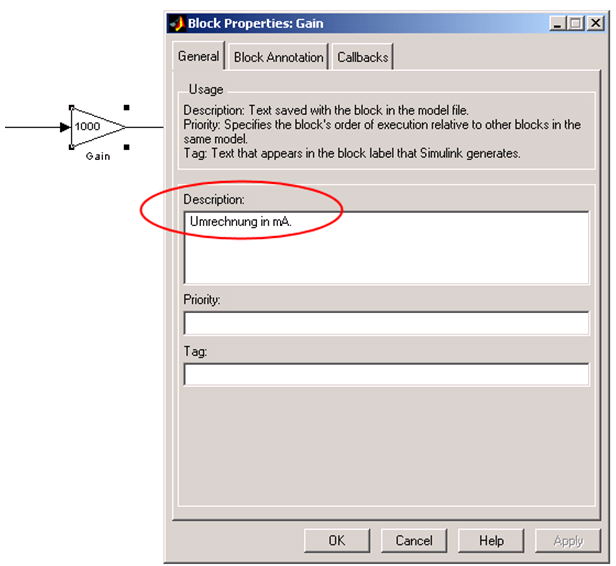 Block Properties: Gain
General Block Annotation Callbacks
Usage
Description: Text saved with the block in the model file.
Priority: Specifies the block's order of execution relative to other blocks in the
same model.
Tag: Text that appears in the block label that Simulink generates.
1000
Gain
Description:
Umrechnung in mA.
Priority:
Tag:
OK Cancel Help Apply